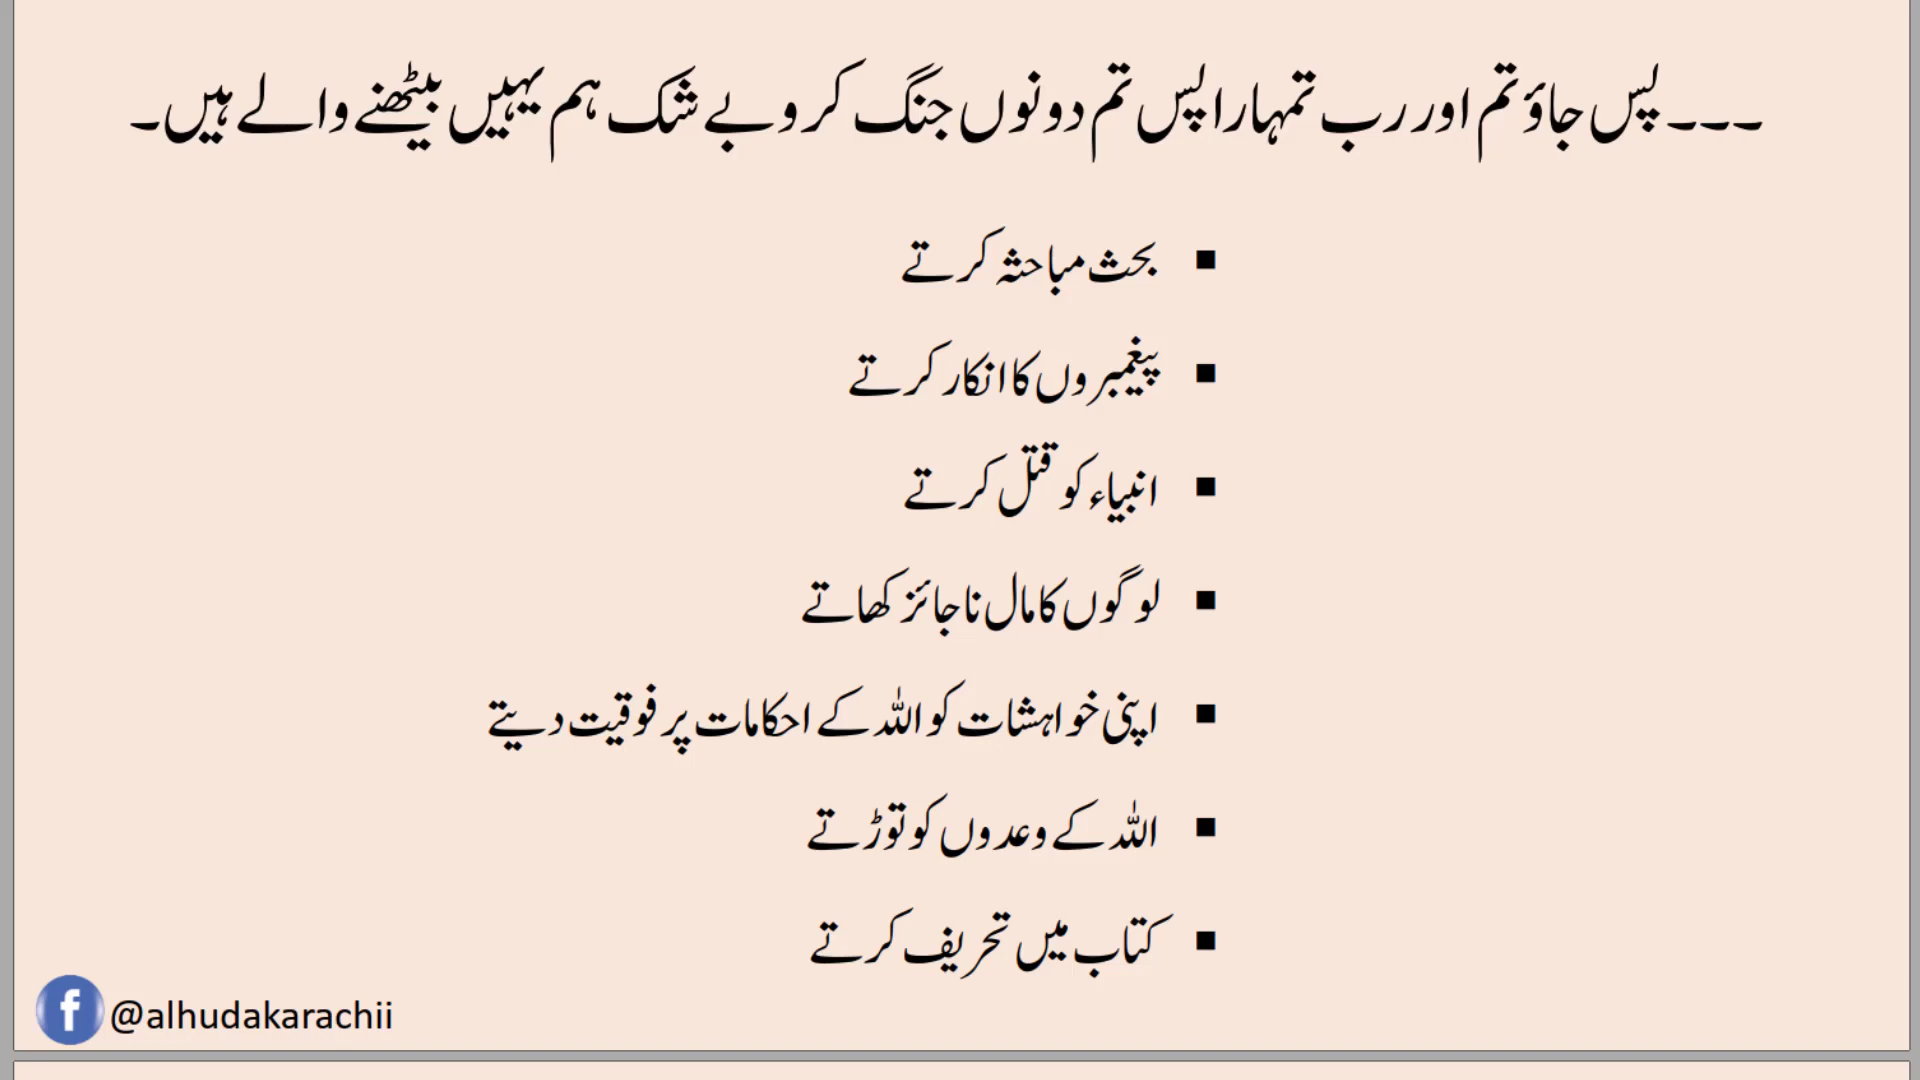 ۔۔۔پس جاؤ تم اور رب تمہارا پس تم دونوں جنگ کرو بے شک ہم یہیں بیٹھنے والے ہیں۔
▪ بحث مباحثہ کرتے
▪ پیغمبروں کا انکار کرتے
▪ انبیاء کو قتل کرتے
▪ لوگوں کا مال ناجائز کھاتے
▪ اپنی خواہشات کو اللہ کے احکامات پر فوقیت دیتے
▪ اللہ کے وعدوں کو توڑتے
▪ کتاب میں تحریف کرتے
f @alhudakarachii